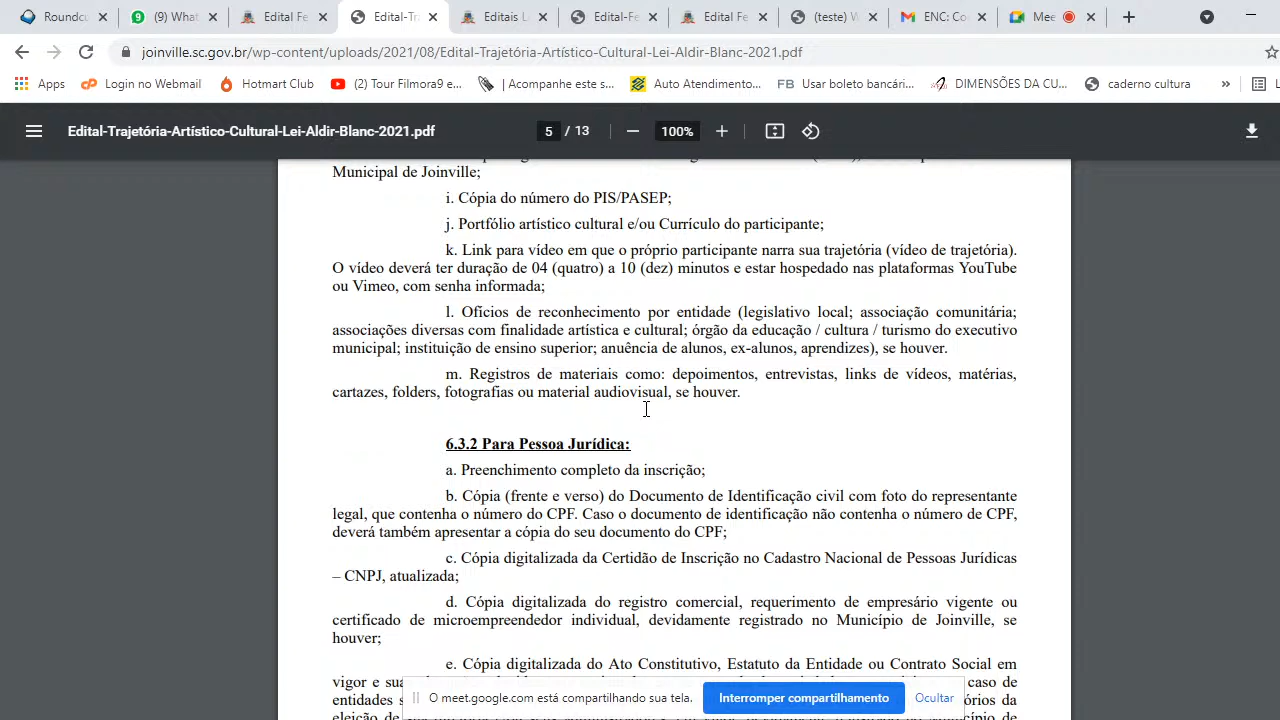 Roundcu
(9) What
Edital Fe
Edital-Tra
Editais L
Edital-Fe
Edital Fe
(teste) W
ENC: Co
Mee
joinville.sc.gov.br/wp-content/uploads/2021/08/Edital-Trajetória-Artístico-Cultural-Lei-Aldir-Blanc-2021.pdf
Apps
Login no Webmail
Hotmart Club
(2) Tour Filmora9 e...
| Acompanhe este s...
Auto Atendimento...
FB Usar boleto bancári...
DIMENSÕES DA CU...
caderno cultura
»
Edital-Trajetória-Artístico-Cultural-Lei-Aldir-Blanc-2021.pdf
5 / 13
100%
Municipal de Joinville;
i. Cópia do número do PIS/PASEP;
j. Portfólio artístico cultural e/ou Currículo do participante;
k. Link para vídeo em que o próprio participante narra sua trajetória (vídeo de trajetória).
O vídeo deverá ter duração de 04 (quatro) a 10 (dez) minutos e estar hospedado nas plataformas YouTube
ou Vimeo, com senha informada;
l. Ofícios de reconhecimento por entidade (legislativo local; associação comunitária;
associações diversas com finalidade artística e cultural; órgão da educação / cultura / turismo do executivo
municipal; instituição de ensino superior; anuência de alunos, ex-alunos, aprendizes), se houver.
m. Registros de materiais como: depoimentos, entrevistas, links de vídeos, matérias,
cartazes, folders, fotografias ou material audiovisual, se houver.
6.3.2 Para Pessoa Jurídica:
a. Preenchimento completo da inscrição;
b. Cópia (frente e verso) do Documento de Identificação civil com foto do representante
legal, que contenha o número do CPF. Caso o documento de identificação não contenha o número de CPF,
deverá também apresentar a cópia do seu documento do CPF;
c. Cópia digitalizada da Certidão de Inscrição no Cadastro Nacional de Pessoas Jurídicas
– CNPJ, atualizada;
d. Cópia digitalizada do registro comercial, requerimento de empresário vigente ou
certificado de microempreendedor individual, devidamente registrado no Município de Joinville, se
houver;
e. Cópia digitalizada do Ato Constitutivo, Estatuto da Entidade ou Contrato Social em
vigor e sua
caso de
entidades s
da
eleição de
O meet.google.com está compartilhando sua tela.
Interromper compartilhamento
Ocultar